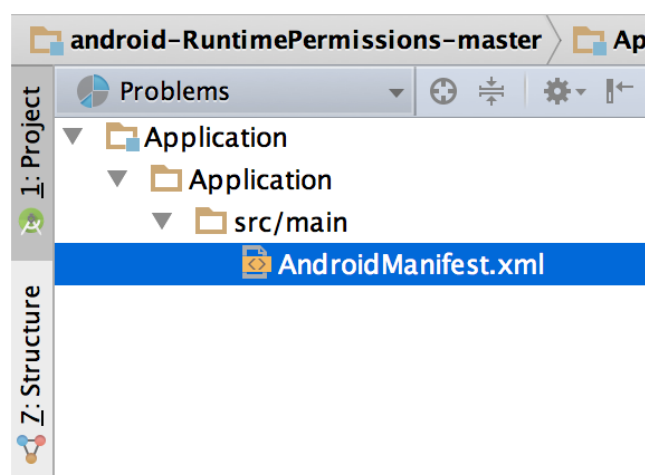 android-RuntimePermissions-master Ap
Problems
1: Project
Application
Application
src/main
AndroidManifest.xml
7: Structure